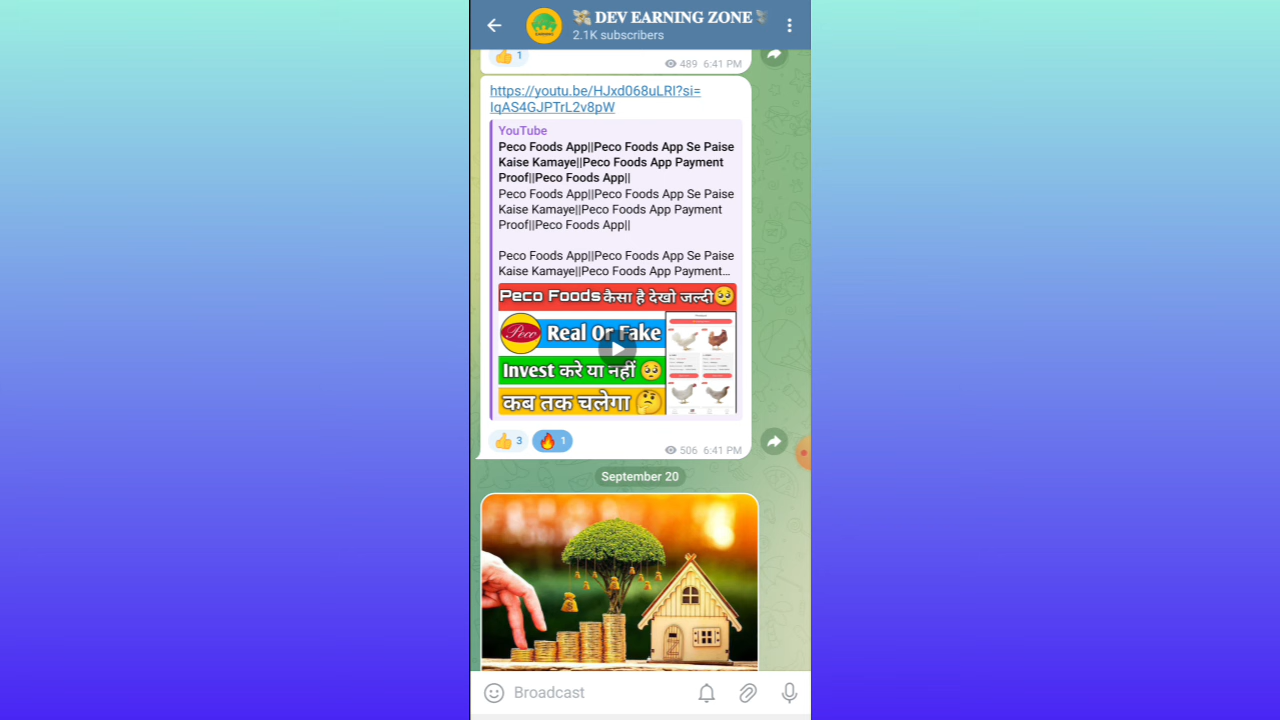 💸 DEV EARNING ZONE
2.1K subscribers
👍 1
489 6:41 PM
https://youtu.be/HJxd068uLRI?si=
IqAS4GJPTrL2v8pW
YouTube
Peco Foods App||Peco Foods App Se Paise
Kaise Kamaye||Peco Foods App Payment
Proof||Peco Foods App||
Peco Foods App||Peco Foods App Se Paise
Kaise Kamaye||Peco Foods App Payment
Proof||Peco Foods App||
Peco Foods App||Peco Foods App Se Paise
Kaise Kamaye||Peco Foods App Payment...
Peco Foods कैसा है देखो जल्दी🥺
Peco Real Or Fake
Invest करे या नहीं 🥺
कब तक चलेगा 🤔
👍 3 🔥 1
506 6:41 PM
September 20
Broadcast